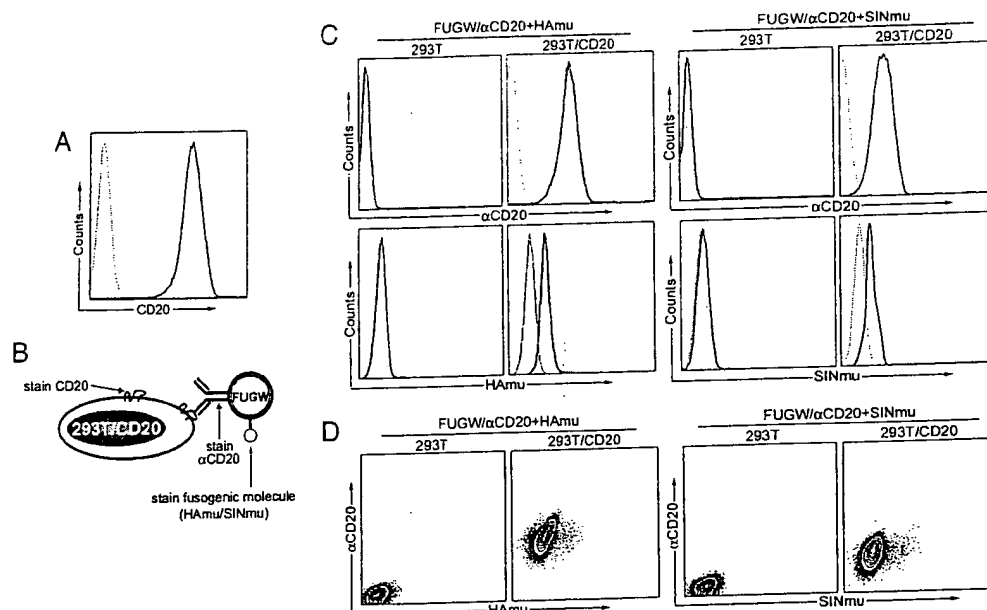 A
Counts
CD20
B
stain CD20
293T/CD20
FUGW
stain
αCD20
stain fusogenic molecule
(HAmu/SINmu)
C
FUGW/αCD20+HAmu
293T
293T/CD20
Counts
αCD20
Counts
HAmu
FUGW/αCD20+SINmu
293T
293T/CD20
Counts
αCD20
Counts
SINmu
D
FUGW/αCD20+HAmu
293T
293T/CD20
αCD20
HAmu
FUGW/αCD20+SINmu
293T
293T/CD20
αCD20
SINmu